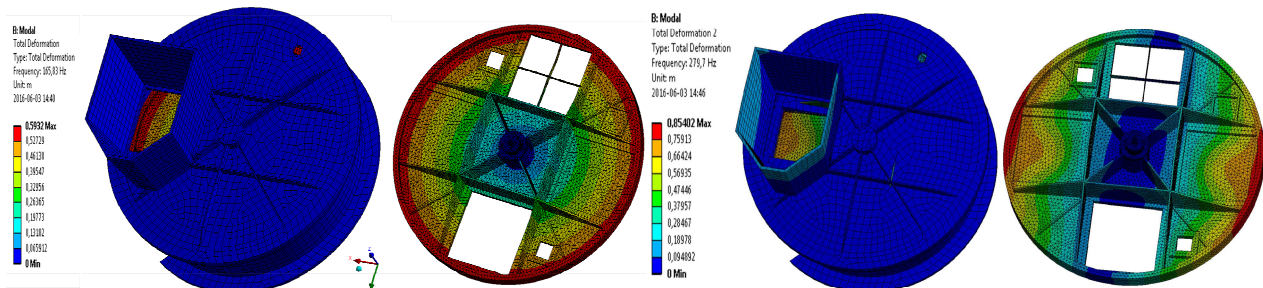 B: Modal
Total Deformation
Type: Total Deformation
Frequency: 165,83 Hz
Unit: m
2016-06-03 14:40
0,5932 Max
0,52729
0,46138
0,39547
0,32956
0,26365
0,19773
0,13182
0,065912
0 Min
B: Modal
Total Deformation 2
Type: Total Deformation
Frequency: 279,7 Hz
Unit: m
2016-06-03 14:46
0,85402 Max
0,75913
0,66424
0,56935
0,47446
0,37957
0,28467
0,18978
0,094892
0 Min